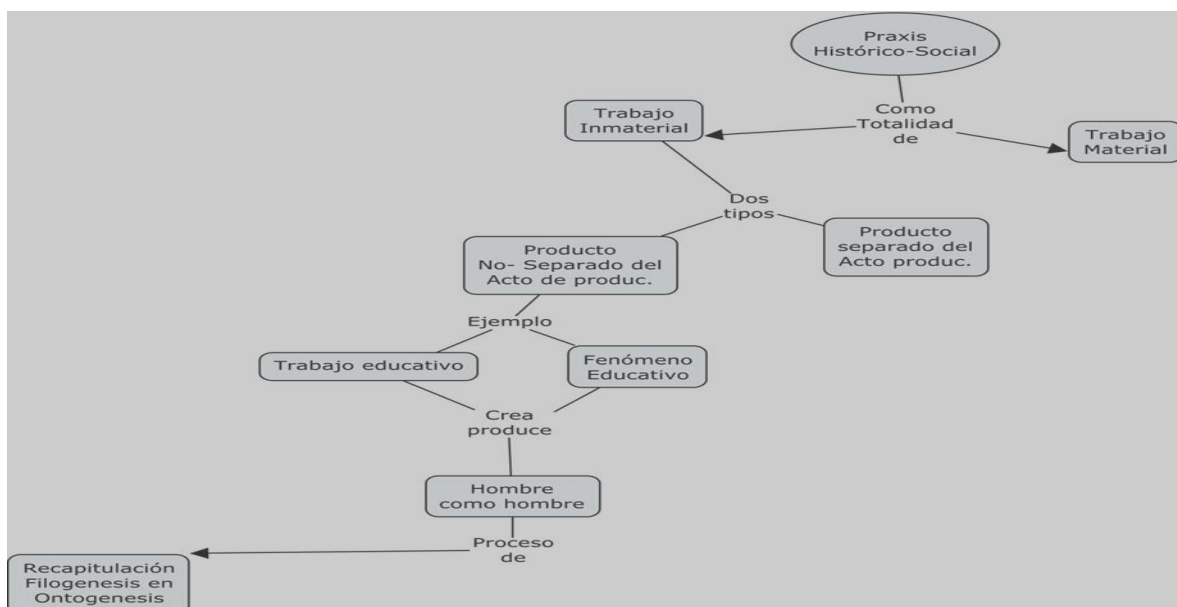 Praxis
Histórico-Social
Como
Totalidad
de
Trabajo
Inmaterial
Trabajo
Material
Dos
tipos
Producto
No- Separado del
Acto de produc.
Producto
separado del
Acto produc.
Ejemplo
Trabajo educativo
Fenómeno
Educativo
Crea
produce
Hombre
como hombre
Proceso
de
Recapitulación
Filogenesis en
Ontogenesis